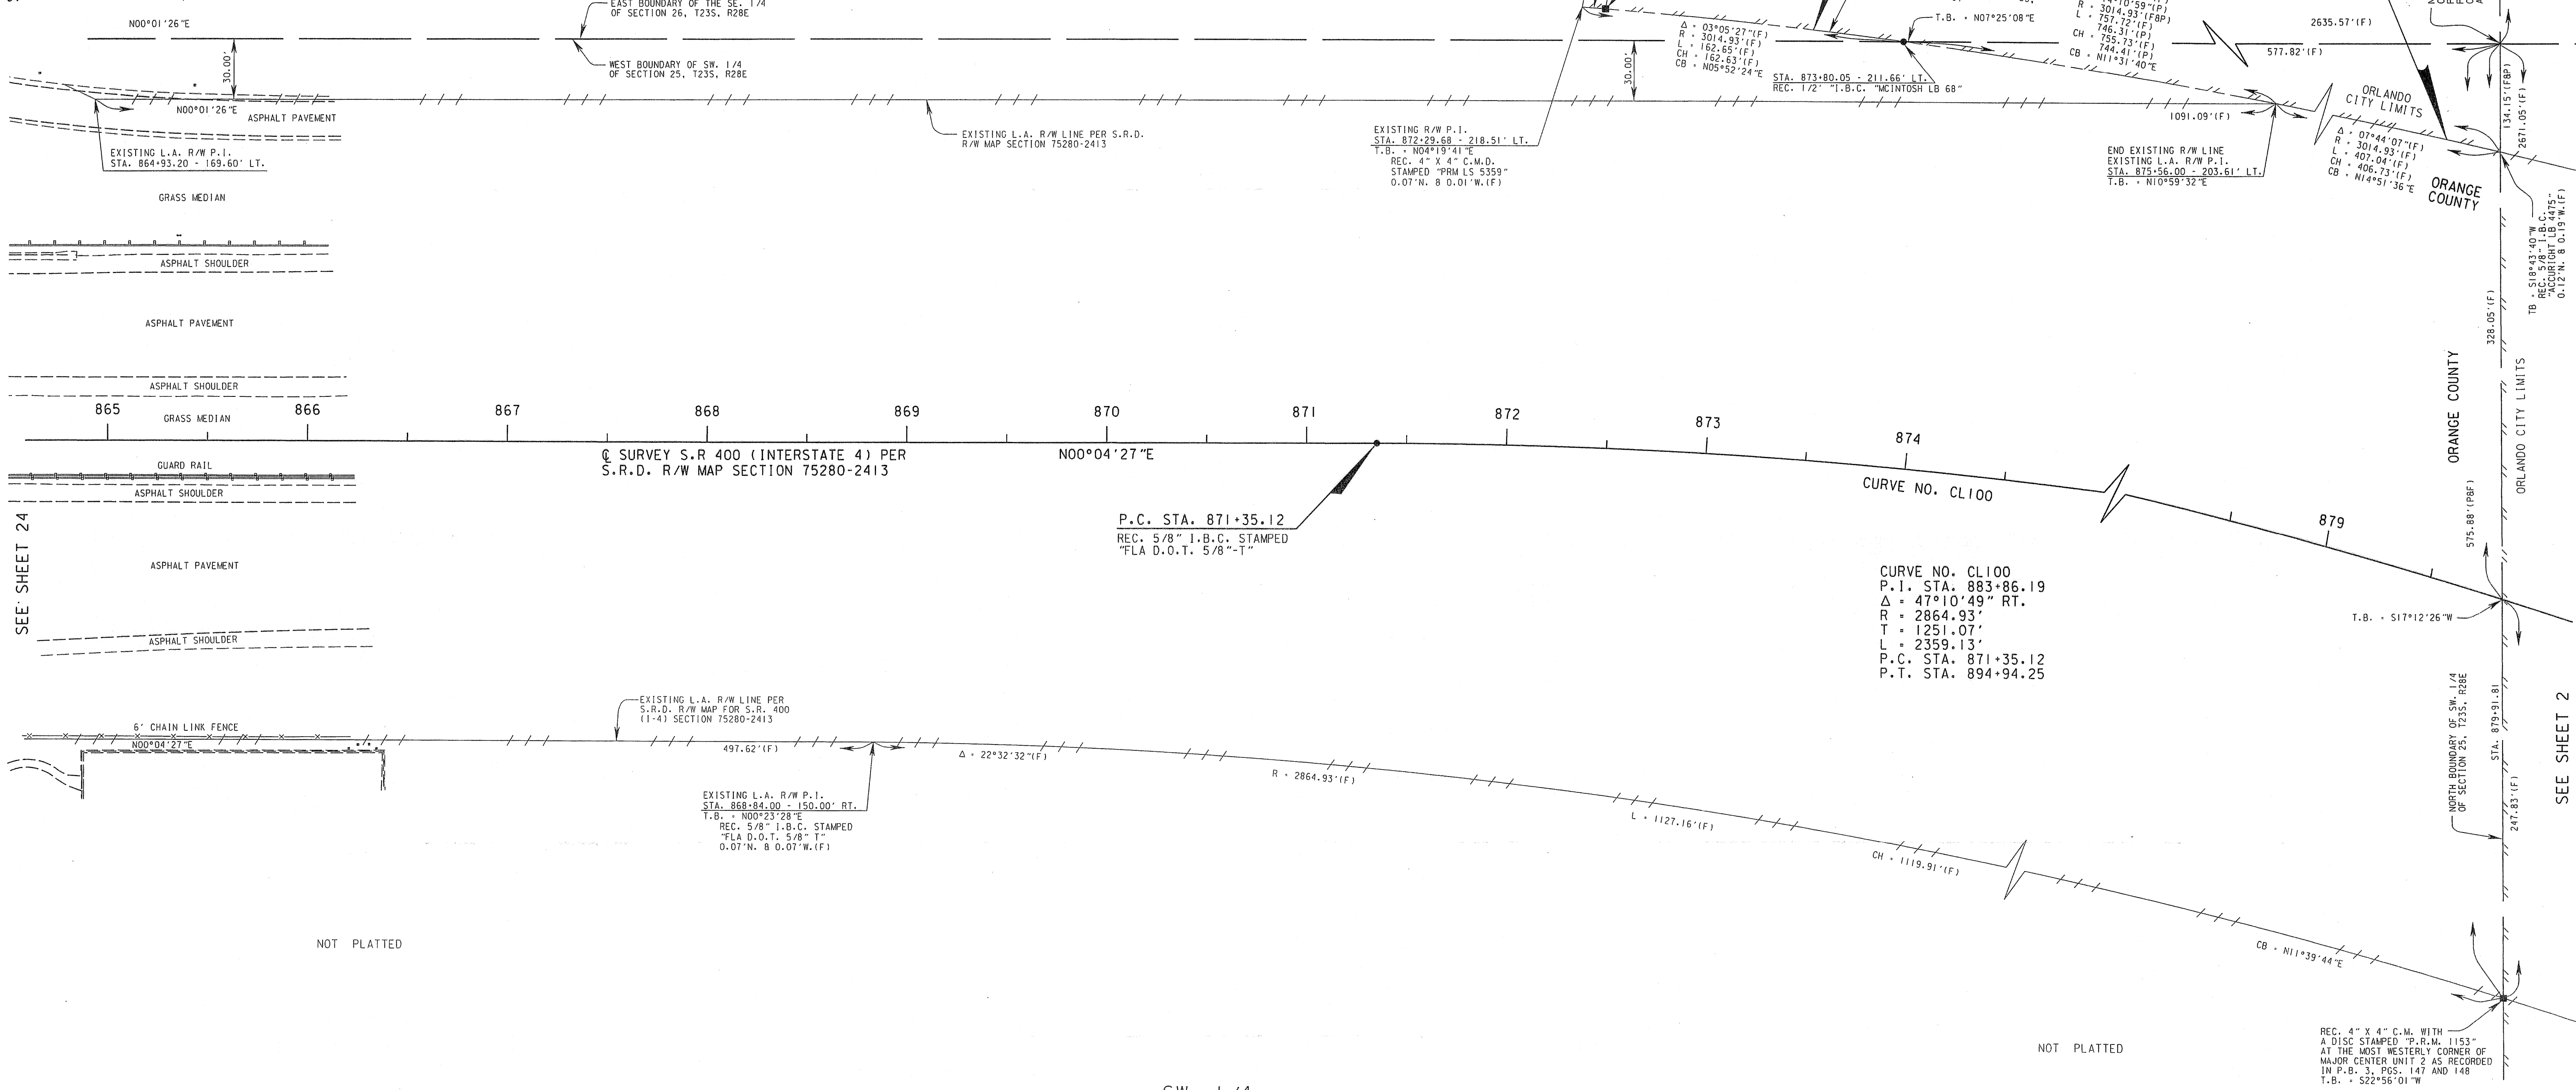 EAST BOUNDARY OF THE SE. 1/4
OF SECTION 26, T23S, R28E
N00°01'26"E
WEST BOUNDARY OF SW. 1/4
OF SECTION 25, T23S, R28E
30.00'
N00°01'26"E
ASPHALT PAVEMENT
EXISTING L.A. R/W P.I.
STA. 864+93.20 - 169.60' LT.
EXISTING L.A. R/W LINE PER S.R.D.
R/W MAP SECTION 75280-2413
EXISTING R/W P.I.
STA. 872+29.68 - 218.51' LT.
T.B. = N04°19'41"E
REC. 4" X 4" C.M.D.
STAMPED "PRM LS 5359"
0.07'N. & 0.01'W.(F)
30.00'
Δ = 03°05'27"(F)
R = 3014.93'(F)
L = 162.65'(F)
CH = 162.63'(F)
CB = N05°52'24"E
T.B. = N07°25'08"E
STA. 873+80.05 - 211.66' LT.
REC. 1/2' "I.B.C. "MCINTOSH LB 68"
R = 3014.93'(F&P)
L = 757.72'(F)
746.31'(P)
CH = 755.73'(F)
744.41'(P)
CB = N11°31'40"E
2635.57'(F)
577.82'(F)
1091.09'(F)
END EXISTING R/W LINE
EXISTING L.A. R/W P.I.
STA. 875+56.00 - 203.61' LT.
T.B. = N10°59'32"E
ORLANDO
CITY LIMITS
Δ = 07°44'07"(F)
R = 3014.93'(F)
L = 407.04'(F)
CH = 406.73'(F)
CB = N14°51'36"E
ORANGE
COUNTY
134.15'(F&P)
2671.05'(F)
TB = S18°43'40"W
REC. 5/8" I.B.C.
"ACCURIGHT LB 4475"
0.12'N. & 0.19'W.(F)
GRASS MEDIAN
ASPHALT SHOULDER
ASPHALT PAVEMENT
ASPHALT SHOULDER
GRASS MEDIAN
865
866
867
868
869
870
871
872
873
874
879
GUARD RAIL
ASPHALT SHOULDER
ASPHALT PAVEMENT
ASPHALT SHOULDER
SEE SHEET 24
℄ SURVEY S.R 400 (INTERSTATE 4) PER
S.R.D. R/W MAP SECTION 75280-2413
N00°04'27"E
P.C. STA. 871+35.12
REC. 5/8" I.B.C. STAMPED
"FLA D.O.T. 5/8"-T"
CURVE NO. CL100
CURVE NO. CL100
P.I. STA. 883+86.19
Δ = 47°10'49" RT.
R = 2864.93'
T = 1251.07'
L = 2359.13'
P.C. STA. 871+35.12
P.T. STA. 894+94.25
328.05'(F)
ORANGE COUNTY
ORLANDO CITY LIMITS
575.88'(P&F)
T.B. = S17°12'26"W
NORTH BOUNDARY OF SW. 1/4
OF SECTION 25, T23S, R28E
STA. 879+91.81
247.83'(F)
SEE SHEET 2
6' CHAIN LINK FENCE
N00°04'27"E
EXISTING L.A. R/W LINE PER
S.R.D. R/W MAP FOR S.R. 400
(I-4) SECTION 75280-2413
497.62'(F)
EXISTING L.A. R/W P.I.
STA. 868+84.00 - 150.00' RT.
T.B. = N00°23'28"E
REC. 5/8" I.B.C. STAMPED
"FLA D.O.T. 5/8" T"
0.07'N. & 0.07'W.(F)
Δ = 22°32'32"(F)
R = 2864.93'(F)
L = 1127.16'(F)
CH = 1119.91'(F)
CB = N11°39'44"E
NOT PLATTED
NOT PLATTED
REC. 4" X 4" C.M. WITH
A DISC STAMPED "P.R.M. 1153"
AT THE MOST WESTERLY CORNER OF
MAJOR CENTER UNIT 2 AS RECORDED
IN P.B. 3, PGS. 147 AND 148
T.B. = S22°56'01"W